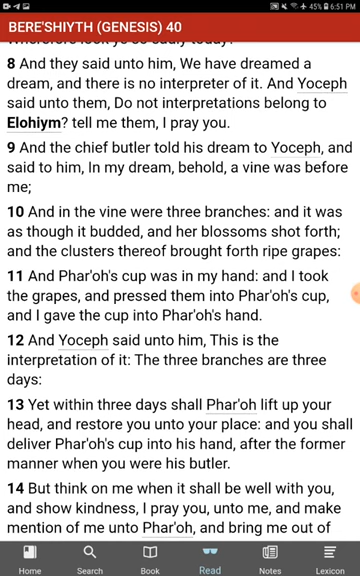 45% 6:51 PM
BERE'SHIYTH (GENESIS) 40
Wherefore look ye so sadly today?
8 And they said unto him, We have dreamed a
dream, and there is no interpreter of it. And Yoceph
said unto them, Do not interpretations belong to
Elohiym? tell me them, I pray you.
9 And the chief butler told his dream to Yoceph, and
said to him, In my dream, behold, a vine was before
me;
10 And in the vine were three branches: and it was
as though it budded, and her blossoms shot forth;
and the clusters thereof brought forth ripe grapes:
11 And Phar'oh's cup was in my hand: and I took
the grapes, and pressed them into Phar'oh's cup,
and I gave the cup into Phar'oh's hand.
12 And Yoceph said unto him, This is the
interpretation of it: The three branches are three
days:
13 Yet within three days shall Phar'oh lift up your
head, and restore you unto your place: and you shall
deliver Phar'oh's cup into his hand, after the former
manner when you were his butler.
14 But think on me when it shall be well with you,
and show kindness, I pray you, unto me, and make
mention of me unto Phar'oh, and bring me out of
Home Search Book Read Notes Lexicon